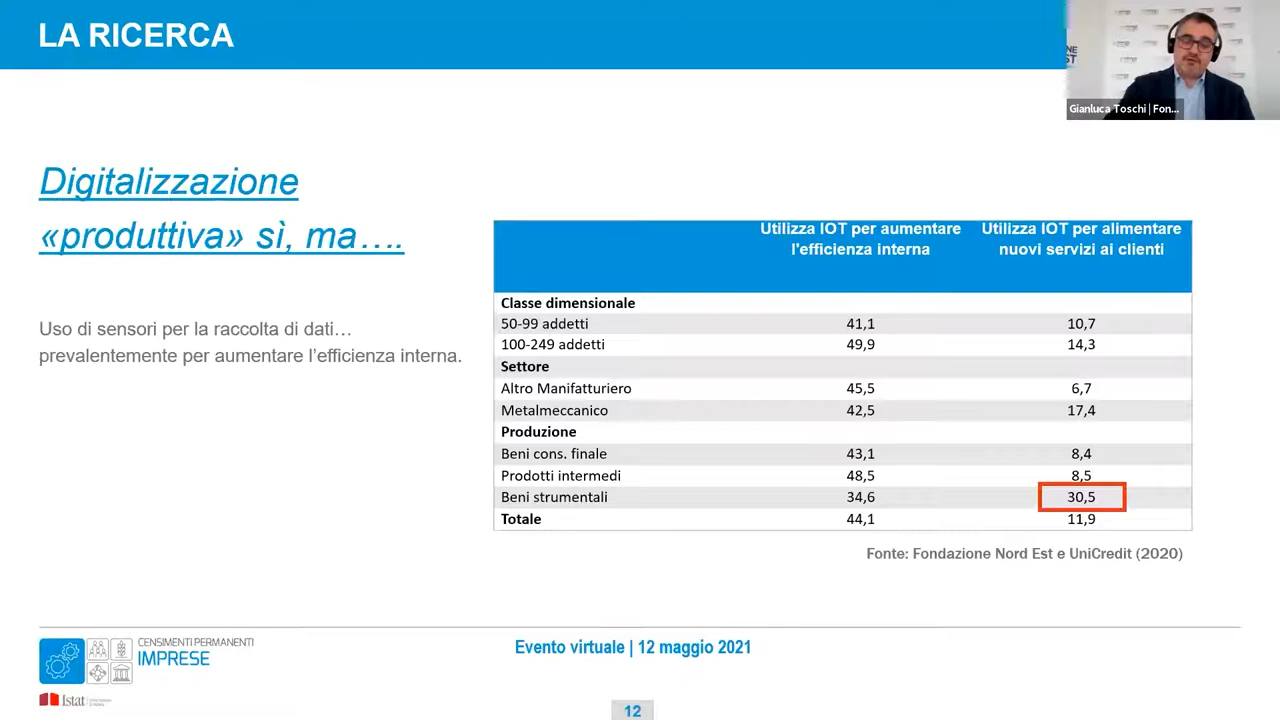 LA RICERCA
NE
ST
Gianluca Toschi | Fon...
Digitalizzazione
«produttiva» sì, ma….
Uso di sensori per la raccolta di dati…
prevalentemente per aumentare l’efficienza interna.
Utilizza IOT per aumentare l'efficienza interna Utilizza IOT per alimentare nuovi servizi ai clienti
Classe dimensionale
50-99 addetti 41,1 10,7
100-249 addetti 49,9 14,3
Settore
Altro Manifatturiero 45,5 6,7
Metalmeccanico 42,5 17,4
Produzione
Beni cons. finale 43,1 8,4
Prodotti intermedi 48,5 8,5
Beni strumentali 34,6 30,5
Totale 44,1 11,9
Fonte: Fondazione Nord Est e UniCredit (2020)
CENSIMENTI PERMANENTI
IMPRESE
Istat
Evento virtuale | 12 maggio 2021
12